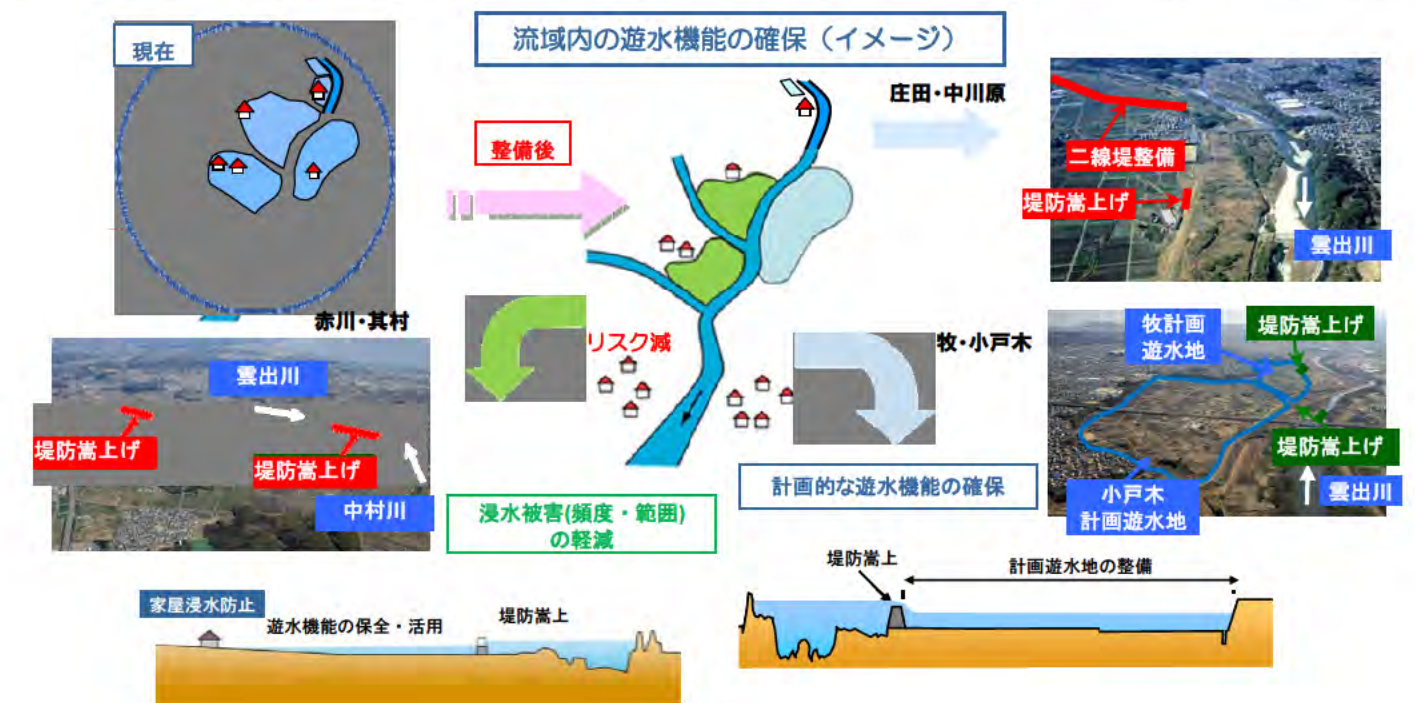 流域内の遊水機能の確保（イメージ）
現在
整備後
庄田・中川原
二線堤整備
堤防嵩上げ
雲出川
赤川・其村
雲出川
堤防嵩上げ
堤防嵩上げ
中村川
リスク減
牧・小戸木
牧計画
遊水地
堤防嵩上げ
堤防嵩上げ
小戸木
計画遊水地
雲出川
浸水被害(頻度・範囲)
の軽減
計画的な遊水機能の確保
家屋浸水防止
遊水機能の保全・活用
堤防嵩上
堤防嵩上
計画遊水地の整備